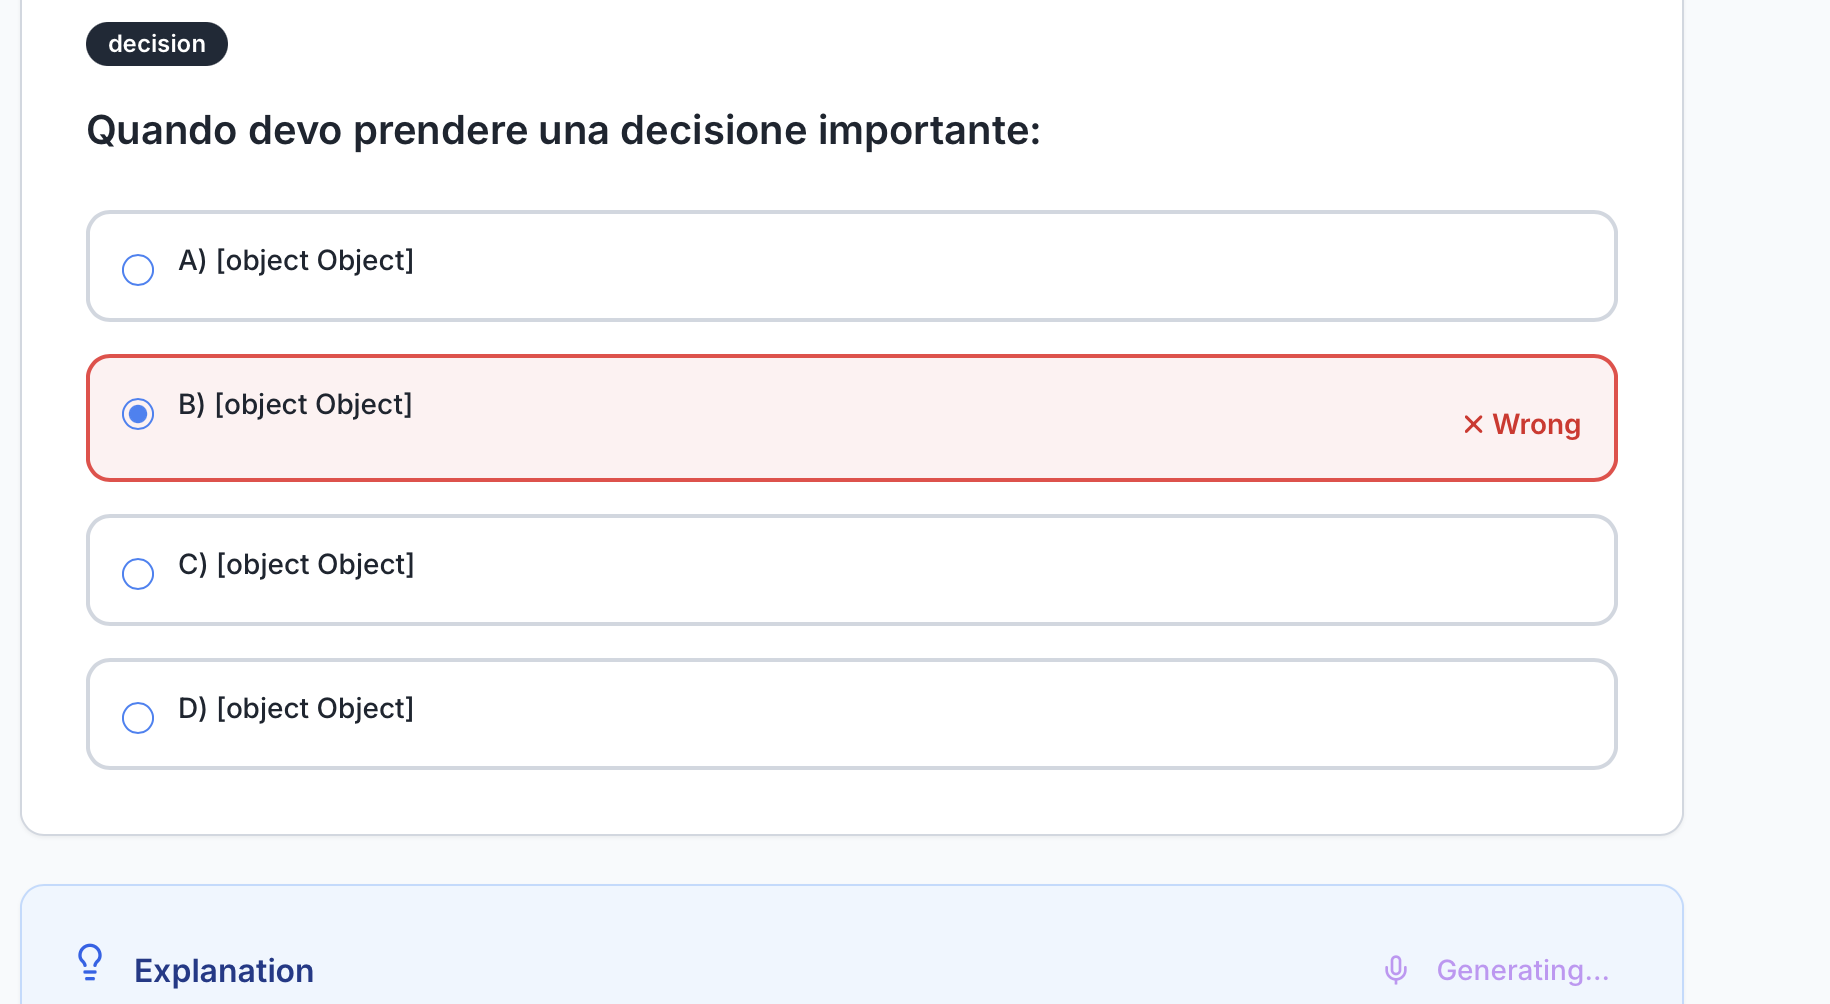 decision
Quando devo prendere una decisione importante:
A) [object Object]
B) [object Object]
× Wrong
C) [object Object]
D) [object Object]
Explanation
Generating...